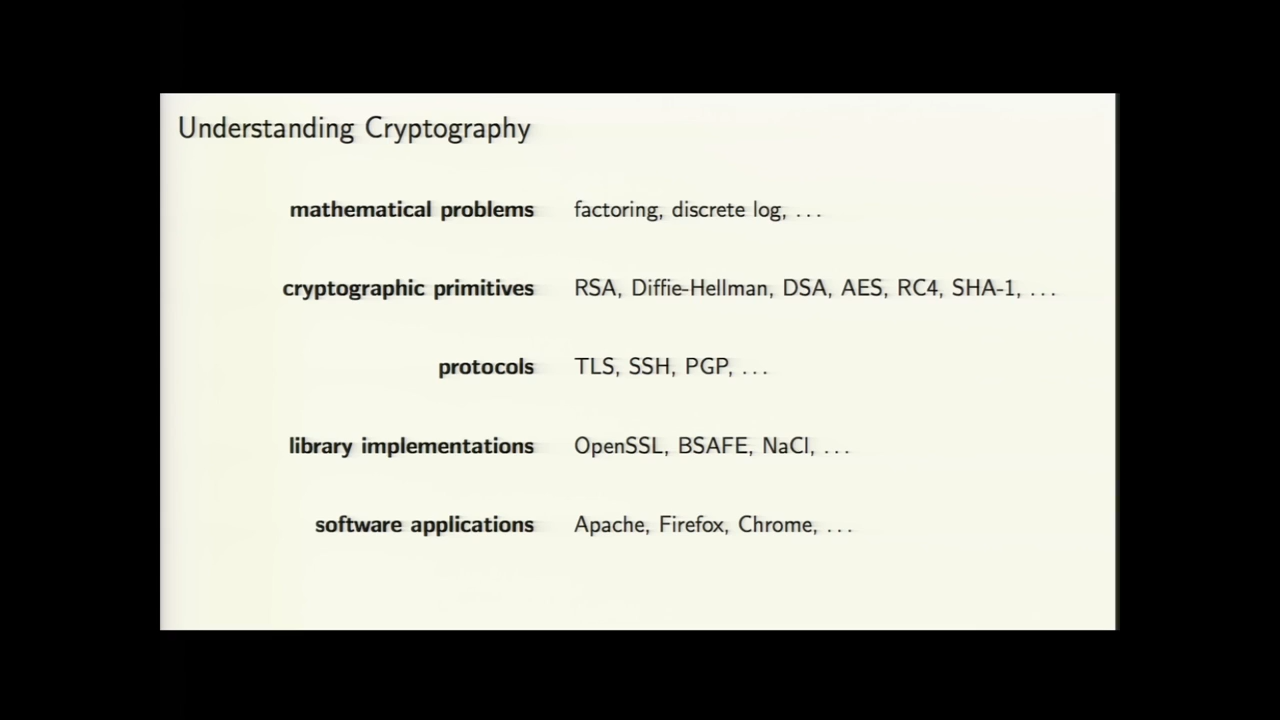 Understanding Cryptography
mathematical problems factoring, discrete log, ...
cryptographic primitives RSA, Diffie-Hellman, DSA, AES, RC4, SHA-1, ...
protocols TLS, SSH, PGP, ...
library implementations OpenSSL, BSAFE, NaCl, ...
software applications Apache, Firefox, Chrome, ...